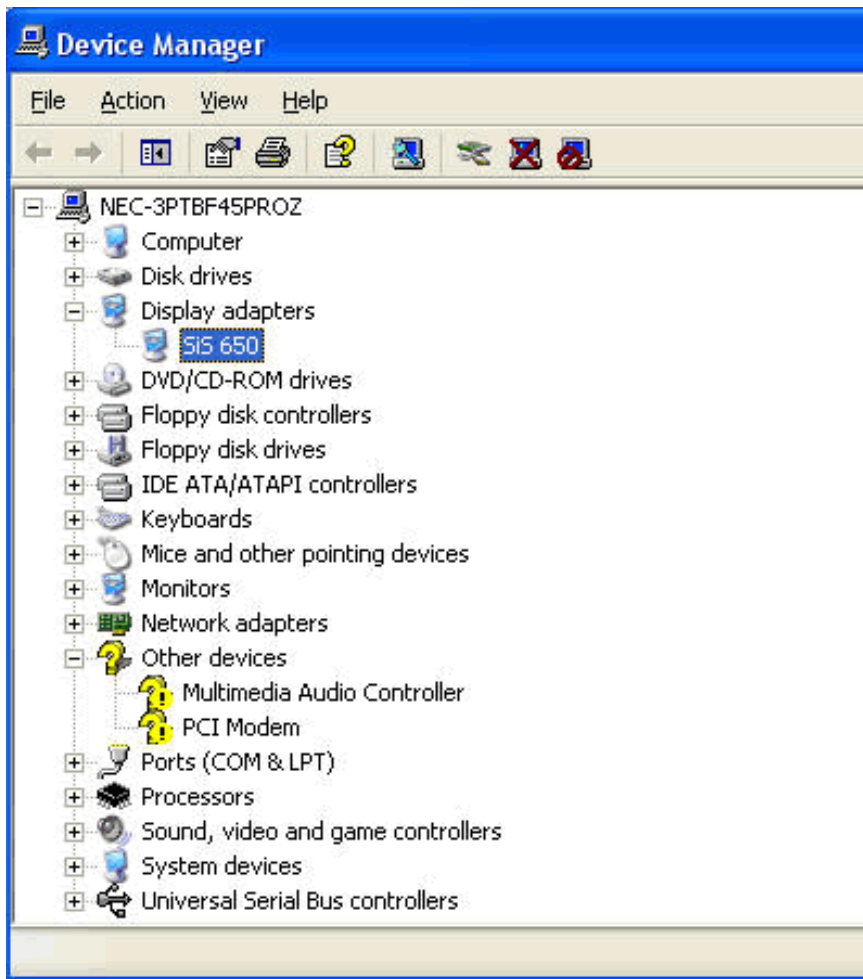 Device Manager
File Action View Help
NEC-3PTBF45PROZ
Computer
Disk drives
Display adapters
SiS 650
DVD/CD-ROM drives
Floppy disk controllers
Floppy disk drives
IDE ATA/ATAPI controllers
Keyboards
Mice and other pointing devices
Monitors
Network adapters
Other devices
Multimedia Audio Controller
PCI Modem
Ports (COM & LPT)
Processors
Sound, video and game controllers
System devices
Universal Serial Bus controllers